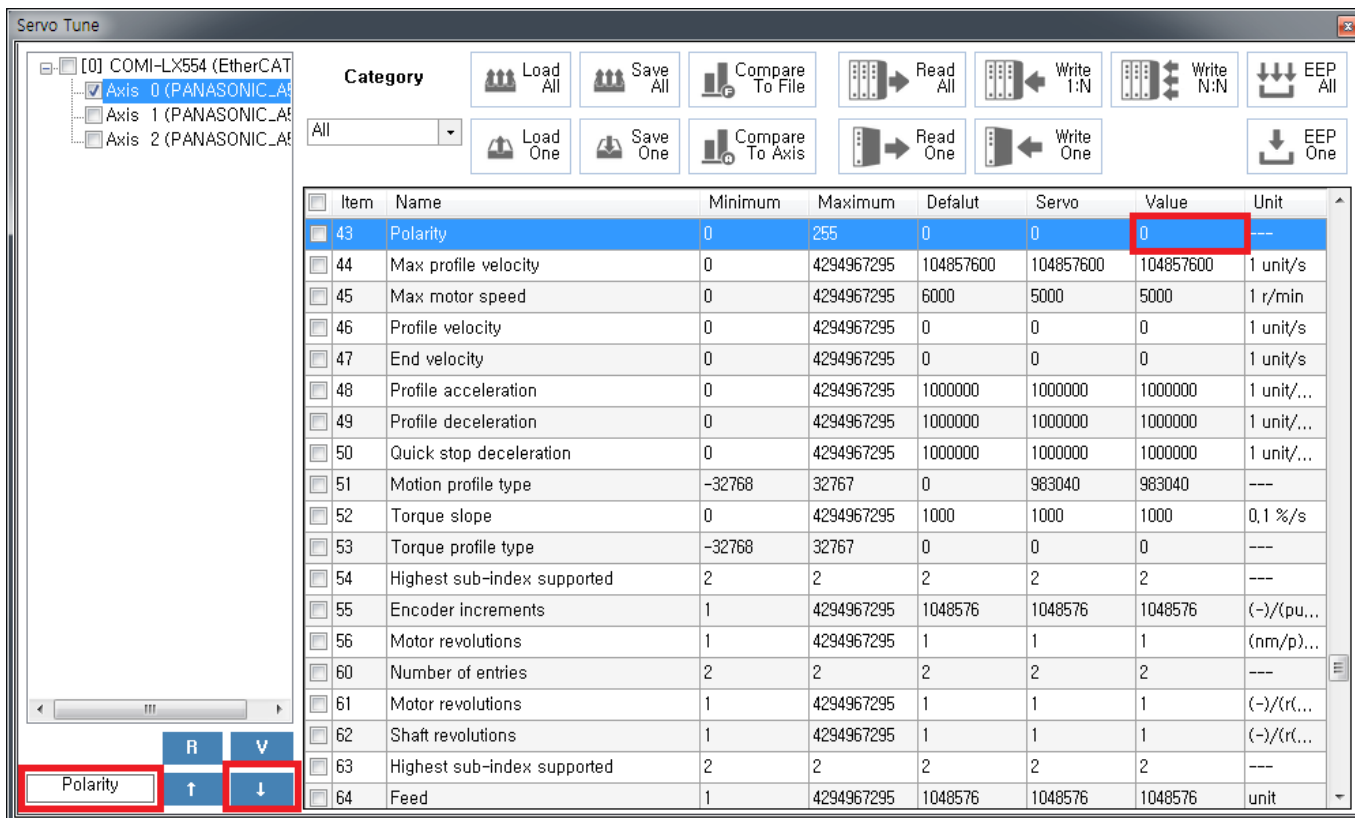 Servo Tune
[0] COMI-LX554 (EtherCAT
Axis 0 (PANASONIC_A5
Axis 1 (PANASONIC_A5
Axis 2 (PANASONIC_A5
Category
All
Load All
Save All
Compare To File
Read All
Write 1:N
Write N:N
EEP All
Load One
Save One
Compare To Axis
Read One
Write One
EEP One
Item Name Minimum Maximum Defalut Servo Value Unit
43 Polarity 0 255 0 0 0 ---
44 Max profile velocity 0 4294967295 104857600 104857600 104857600 1 unit/s
45 Max motor speed 0 4294967295 6000 5000 5000 1 r/min
46 Profile velocity 0 4294967295 0 0 0 1 unit/s
47 End velocity 0 4294967295 0 0 0 1 unit/s
48 Profile acceleration 0 4294967295 1000000 1000000 1000000 1 unit/...
49 Profile deceleration 0 4294967295 1000000 1000000 1000000 1 unit/...
50 Quick stop deceleration 0 4294967295 1000000 1000000 1000000 1 unit/...
51 Motion profile type -32768 32767 0 983040 983040 ---
52 Torque slope 0 4294967295 1000 1000 1000 0,1 %/s
53 Torque profile type -32768 32767 0 0 0 ---
54 Highest sub-index supported 2 2 2 2 2 ---
55 Encoder increments 1 4294967295 1048576 1048576 1048576 (-)/(pu...
56 Motor revolutions 1 4294967295 1 1 1 (nm/p)...
60 Number of entries 2 2 2 2 2 ---
61 Motor revolutions 1 4294967295 1 1 1 (-)/(r(...
62 Shaft revolutions 1 4294967295 1 1 1 (-)/(r(...
63 Highest sub-index supported 2 2 2 2 2 ---
64 Feed 1 4294967295 1048576 1048576 1048576 unit
R V
Polarity ↑ ↓